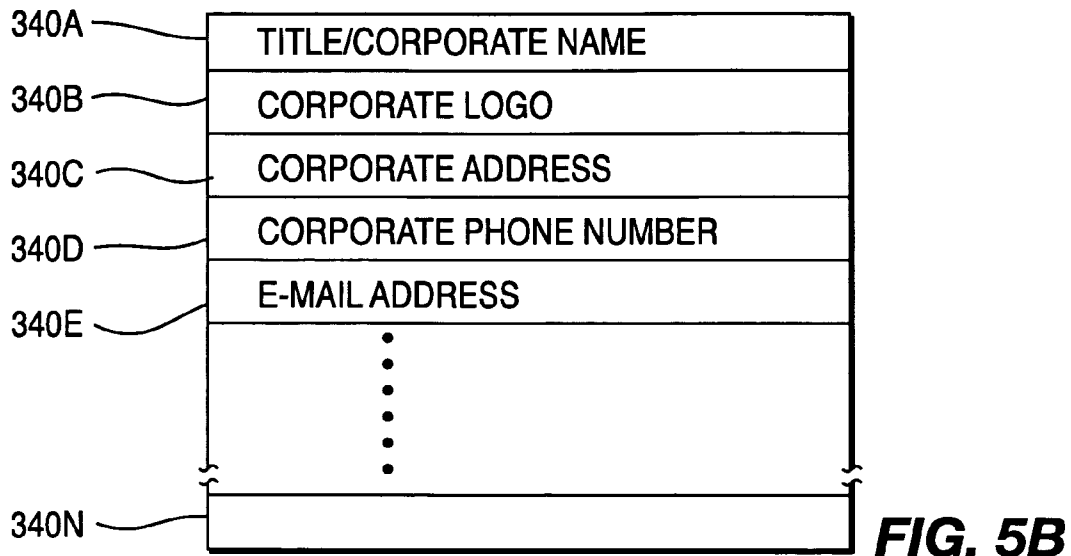 340A TITLE/CORPORATE NAME
340B CORPORATE LOGO
340C CORPORATE ADDRESS
340D CORPORATE PHONE NUMBER
340E E-MAIL ADDRESS
340N
FIG. 5B